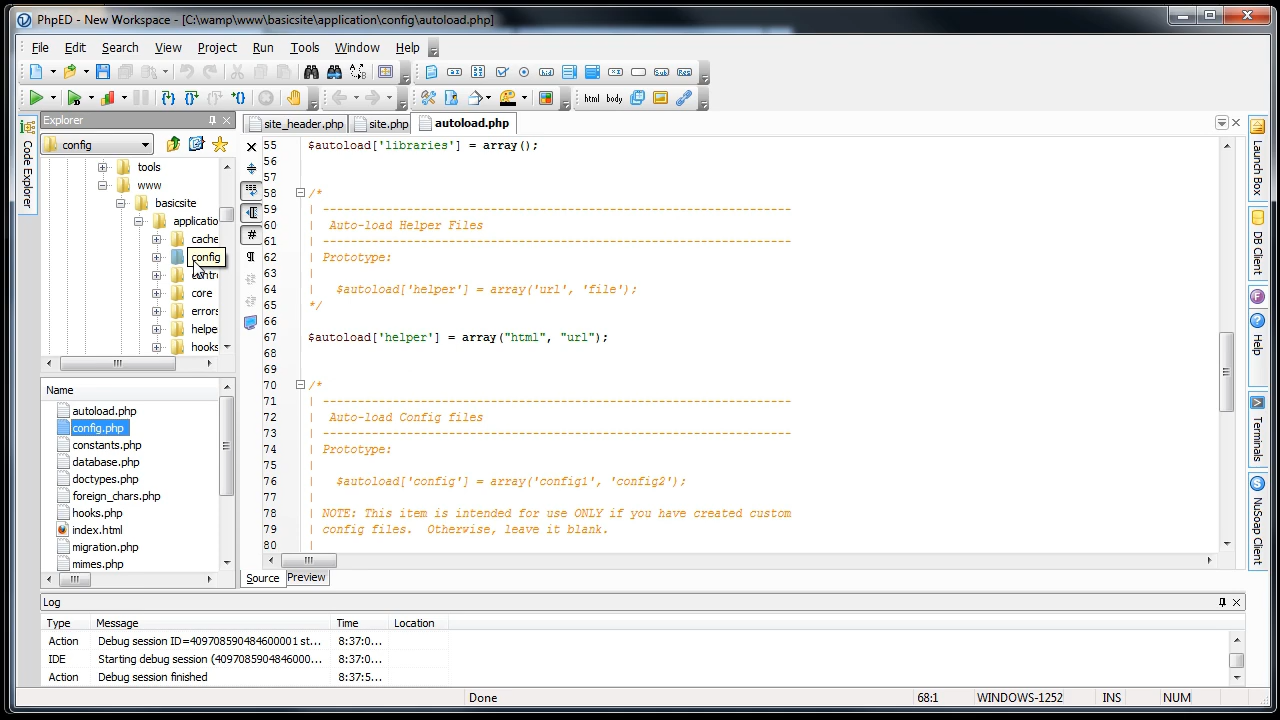 PhpED - New Workspace - [C:\wamp\www\basicsite\application\config\autoload.php]
File Edit Search View Project Run Tools Window Help
html body
Explorer
site_header.php site.php autoload.php
config
Code Explorer
tools
www
basicsite
applicatio
cache
config
contro
core
errors
helpe
hooks
Name
autoload.php
config.php
constants.php
database.php
doctypes.php
foreign_chars.php
hooks.php
index.html
migration.php
mimes.php
55 $autoload['libraries'] = array();
56
57
58 /*
59 | -------------------------------------------------------------------
60 |  Auto-load Helper Files
61 | -------------------------------------------------------------------
62 | Prototype:
63 |
64 |   $autoload['helper'] = array('url', 'file');
65 */
66
67 $autoload['helper'] = array("html", "url");
68
69
70 /*
71 | -------------------------------------------------------------------
72 |  Auto-load Config files
73 | -------------------------------------------------------------------
74 | Prototype:
75 |
76 |   $autoload['config'] = array('config1', 'config2');
77 |
78 | NOTE: This item is intended for use ONLY if you have created custom
79 | config files.  Otherwise, leave it blank.
80 |
Source Preview
Launch Box
DB Client
Help
Terminals
NuSoap Client
Log
Type Message Time Location
Action Debug session ID=409708590484600001 st... 8:37:0...
IDE Starting debug session (4097085904846000... 8:37:0...
Action Debug session finished 8:37:5...
Done 68:1 WINDOWS-1252 INS NUM